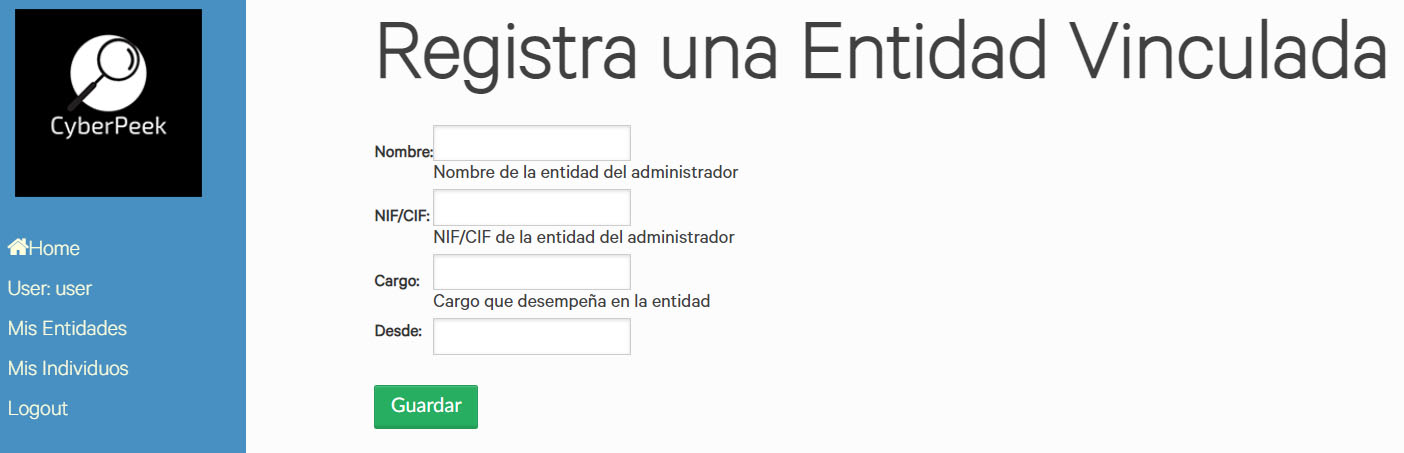 CyberPeek
Home
User: user
Mis Entidades
Mis Individuos
Logout
Registra una Entidad Vinculada
Nombre:
Nombre de la entidad del administrador
NIF/CIF:
NIF/CIF de la entidad del administrador
Cargo:
Cargo que desempeña en la entidad
Desde:
Guardar